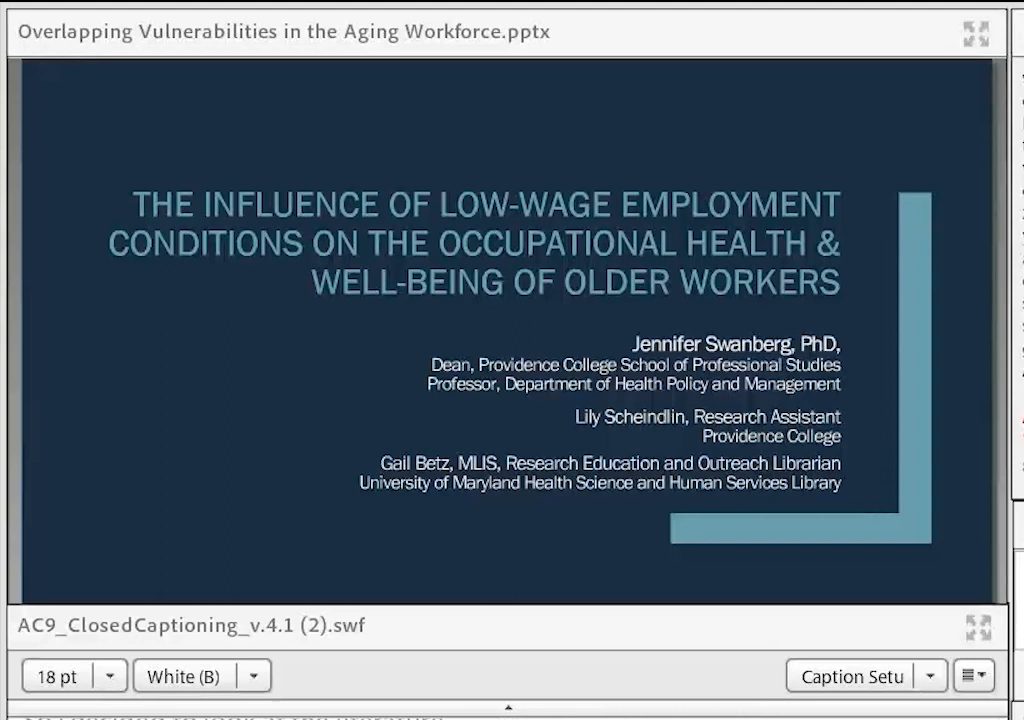 Overlapping Vulnerabilities in the Aging Workforce.pptx
THE INFLUENCE OF LOW-WAGE EMPLOYMENT
CONDITIONS ON THE OCCUPATIONAL HEALTH &
WELL-BEING OF OLDER WORKERS
Jennifer Swanberg, PhD,
Dean, Providence College School of Professional Studies
Professor, Department of Health Policy and Management
Lily Scheindlin, Research Assistant
Providence College
Gail Betz, MLIS, Research Education and Outreach Librarian
University of Maryland Health Science and Human Services Library
AC9_ClosedCaptioning_v.4.1 (2).swf
18 pt
White (B)
Caption Setu